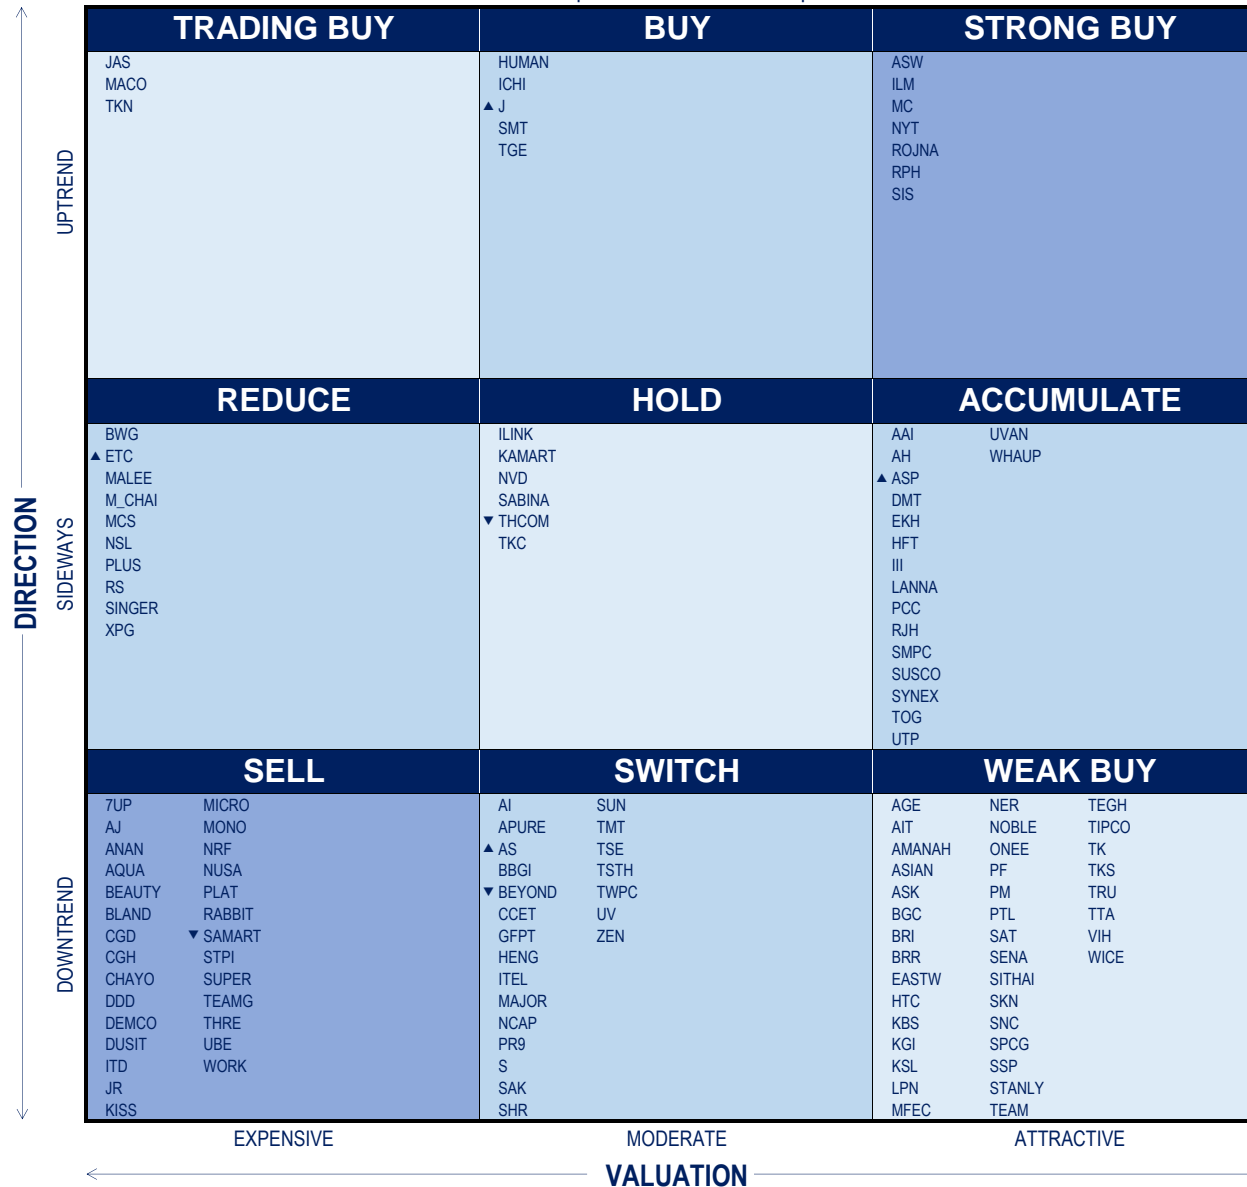 TRADING BUY
BUY
STRONG BUY
UPTREND
JAS
MACO
TKN
HUMAN
ICHI
▲ J
SMT
TGE
ASW
ILM
MC
NYT
ROJNA
RPH
SIS
REDUCE
HOLD
ACCUMULATE
DIRECTION
SIDEWAYS
BWG
▲ ETC
MALEE
M_CHAI
MCS
NSL
PLUS
RS
SINGER
XPG
ILINK
KAMART
NVD
SABINA
▼ THCOM
TKC
AAI UVAN
AH WHAUP
▲ ASP
DMT
EKH
HFT
III
LANNA
PCC
RJH
SMPC
SUSCO
SYNEX
TOG
UTP
SELL
SWITCH
WEAK BUY
DOWNTREND
7UP MICRO
AJ MONO
ANAN NRF
AQUA NUSA
BEAUTY PLAT
BLAND RABBIT
CGD ▼ SAMART
CGH STPI
CHAYO SUPER
DDD TEAMG
DEMCO THRE
DUSIT UBE
ITD WORK
JR
KISS
AI SUN
APURE TMT
▲ AS TSE
BBGI TSTH
▼ BEYOND TWPC
CCET UV
GFPT ZEN
HENG
ITEL
MAJOR
NCAP
PR9
S
SAK
SHR
AGE NER TEGH
AIT NOBLE TIPCO
AMANAH ONEE TK
ASIAN PF TKS
ASK PM TRU
BGC PTL TTA
BRI SAT VIH
BRR SENA WICE
EASTW SITHAI
HTC SKN
KBS SNC
KGI SPCG
KSL SSP
LPN STANLY
MFEC TEAM
EXPENSIVE
MODERATE
ATTRACTIVE
VALUATION